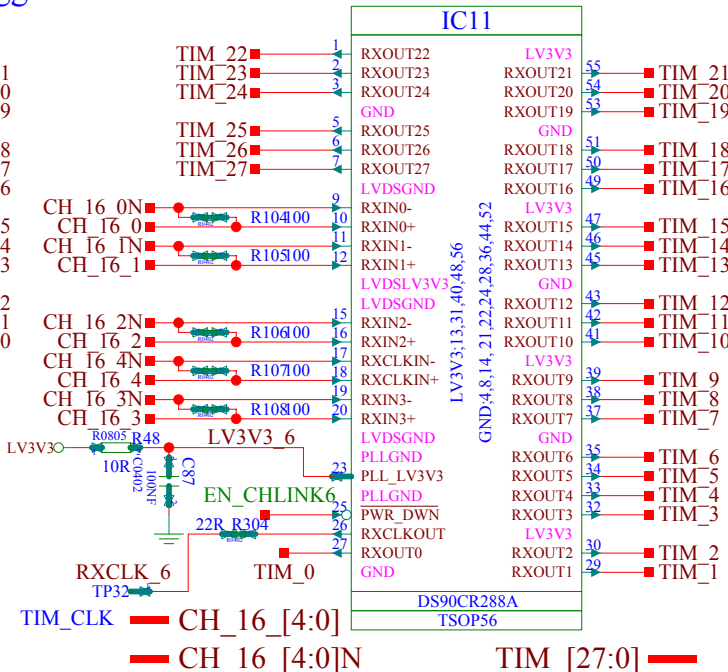 IC11
TIM_22 1 RXOUT22 LV3V3
TIM_23 2 RXOUT23 RXOUT21 55 TIM_21
TIM_24 3 RXOUT24 RXOUT20 54 TIM_20
GND RXOUT19 53 TIM_19
TIM_25 5 RXOUT25 GND
TIM_26 6 RXOUT26 RXOUT18 51 TIM_18
TIM_27 7 RXOUT27 RXOUT17 50 TIM_17
LVDSGND RXOUT16 49 TIM_16
CH_16_0N 9 RXIN0- LV3V3
R0402 R104 100
CH_16_0 10 RXIN0+ RXOUT15 47 TIM_15
CH_16_1N 11 RXIN1- RXOUT14 46 TIM_14
R0402 R105 100
CH_16_1 12 RXIN1+ RXOUT13 45 TIM_13
LVDSLV3V3 GND
LVDSGND RXOUT12 43 TIM_12
CH_16_2N 15 RXIN2- RXOUT11 42 TIM_11
R0402 R106 100
CH_16_2 16 RXIN2+ RXOUT10 41 TIM_10
CH_16_4N 17 RXCLKIN- LV3V3
R0402 R107 100
CH_16_4 18 RXCLKIN+ RXOUT9 39 TIM_9
CH_16_3N 19 RXIN3- RXOUT8 38 TIM_8
R0402 R108 100
CH_16_3 20 RXIN3+ RXOUT7 37 TIM_7
LV3V3;13,31,40,48,56
GND;4,8,14, 21,22,24,28,36,44,52
LVDSGND GND
LV3V3 R0805 R48 10R LV3V3_6
PLLGND RXOUT6 35 TIM_6
C0402 100NF C87
23 PLL_LV3V3 RXOUT5 34 TIM_5
PLLGND RXOUT4 33 TIM_4
EN_CHLINK6 25 PWR_DWN RXOUT3 32 TIM_3
22R R304 R0402 26 RXCLKOUT LV3V3
27 RXOUT0 RXOUT2 30 TIM_2
RXCLK_6 TIM_0 GND RXOUT1 29 TIM_1
TP32
DS90CR288A
TSOP56
TIM_CLK CH_16_[4:0]
CH_16_[4:0]N TIM_[27:0]